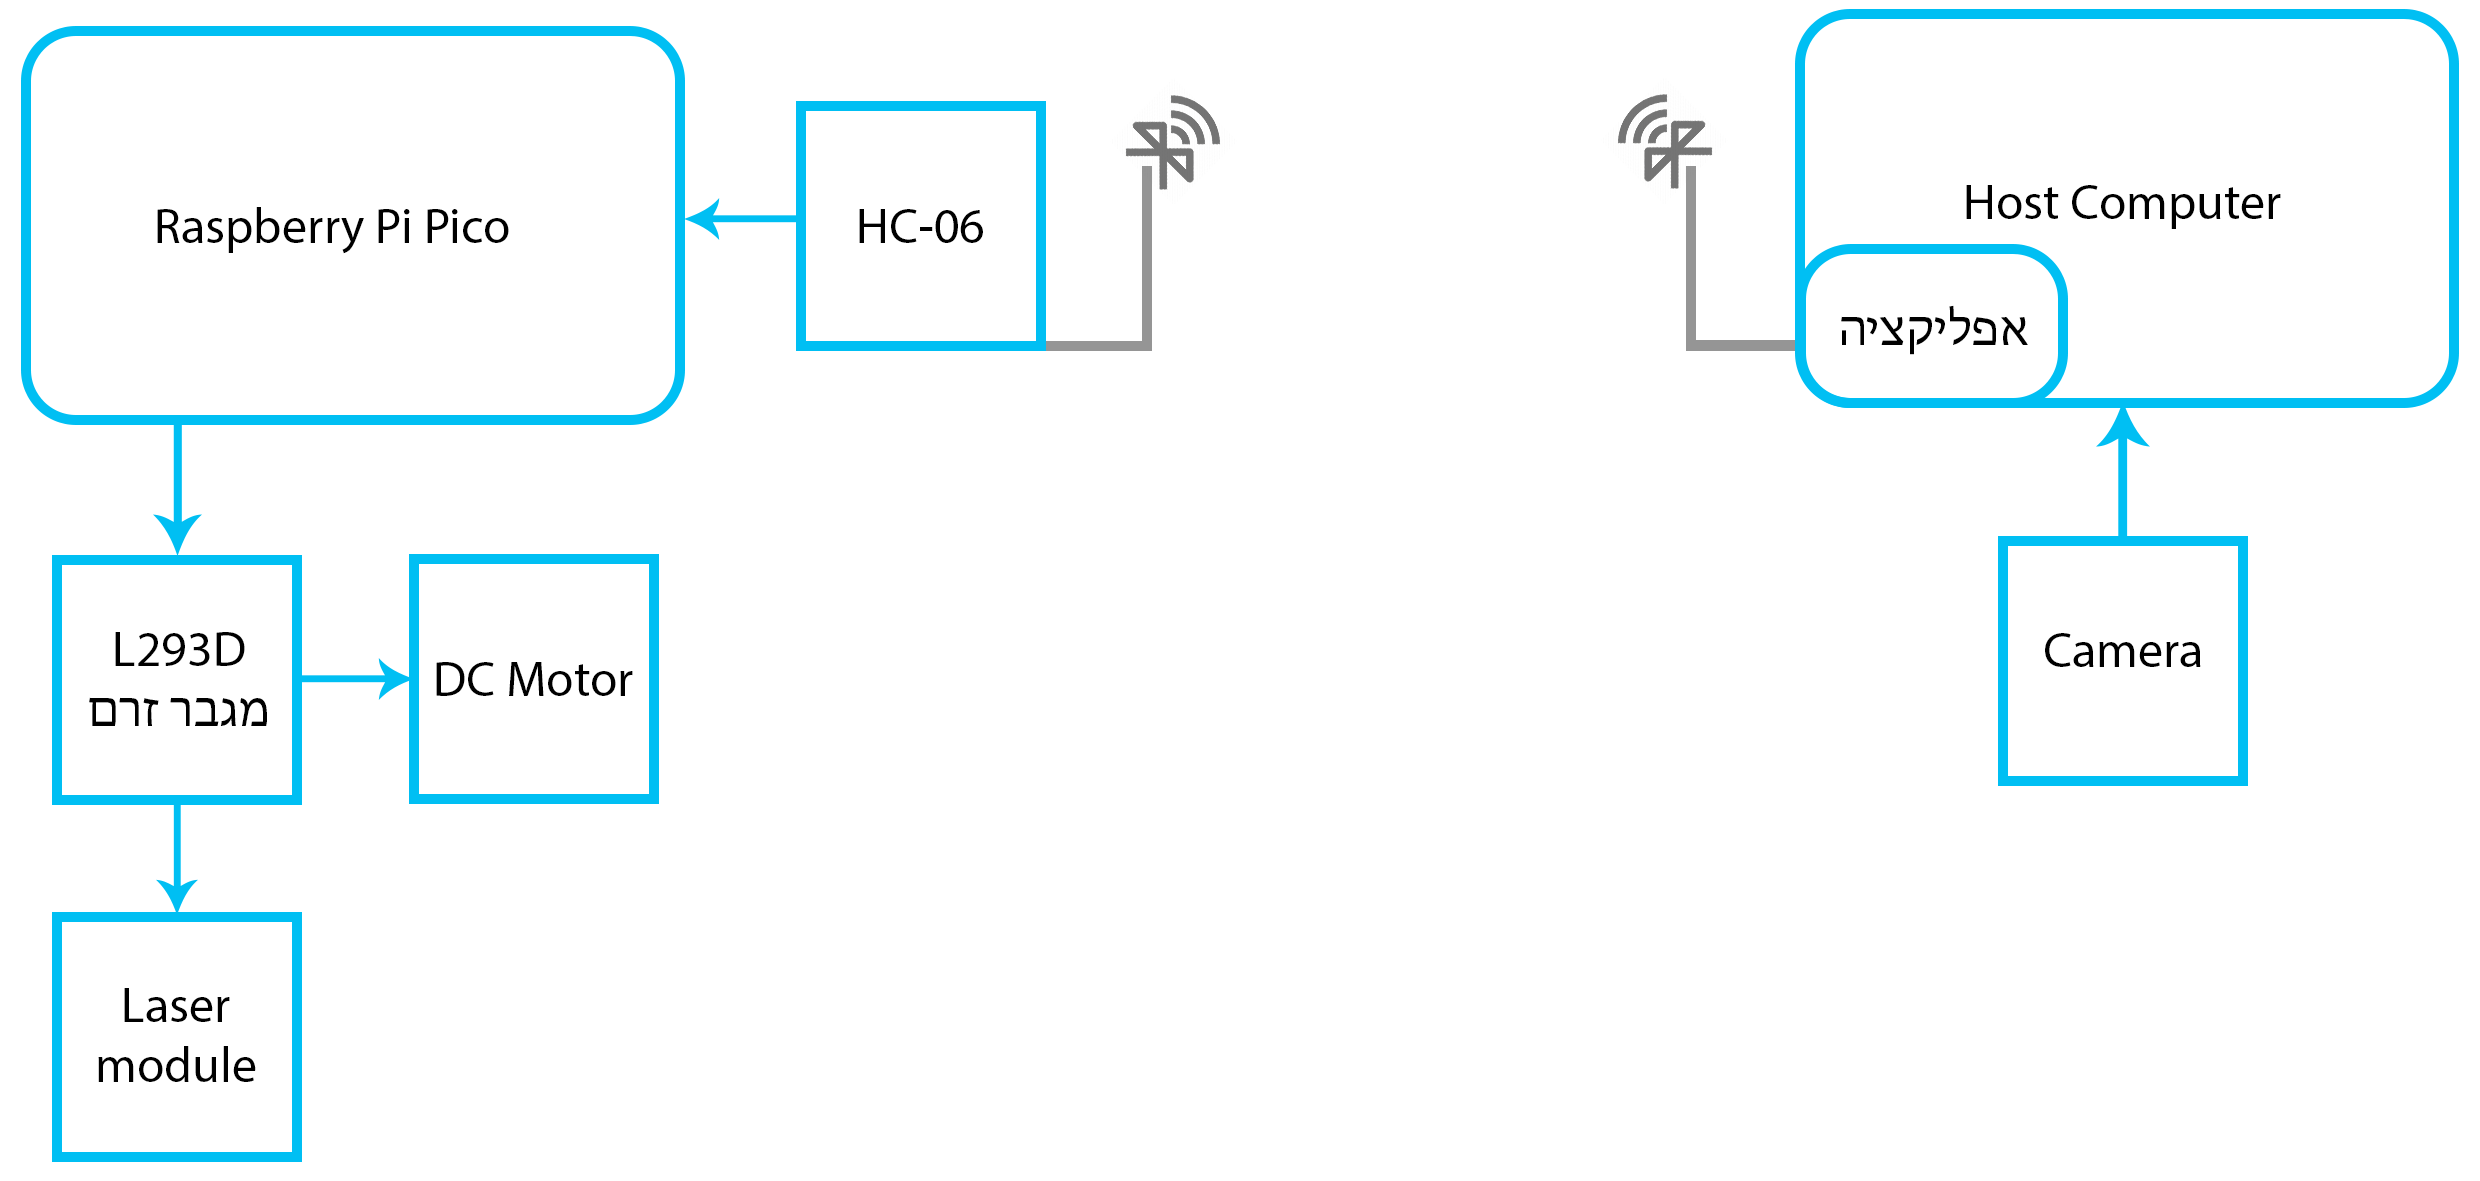 Raspberry Pi Pico
HC-06
Host Computer
אפליקציה
L293D
מגבר זרם
DC Motor
Camera
Laser
module